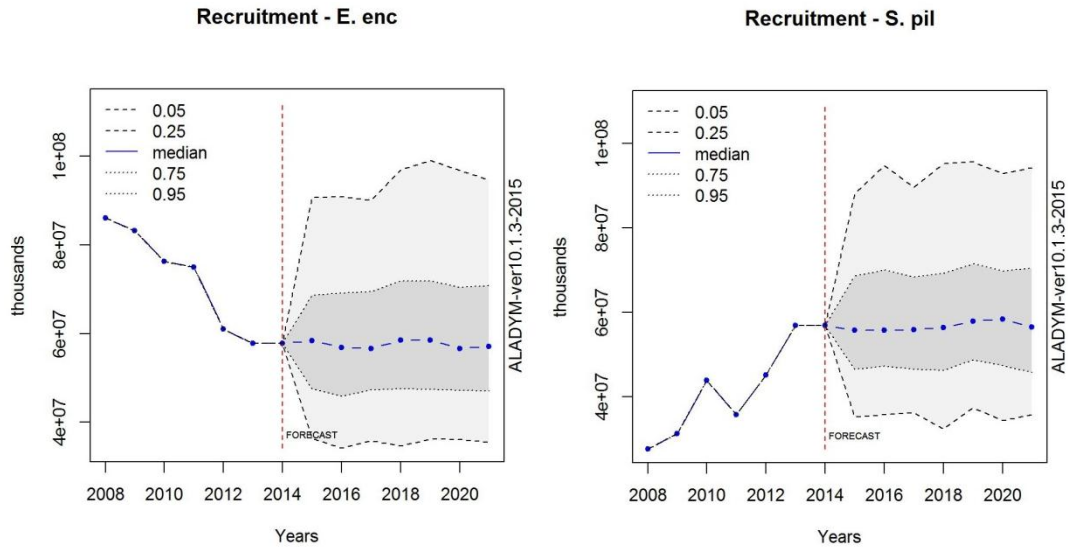 Recruitment - E. enc
0.05
0.25
median
0.75
0.95
1e+08
8e+07
6e+07
4e+07
thousands
FORECAST
2008 2010 2012 2014 2016 2018 2020
Years
ALADYM-ver10.1.3-2015
Recruitment - S. pil
0.05
0.25
median
0.75
0.95
1e+08
8e+07
6e+07
4e+07
thousands
FORECAST
2008 2010 2012 2014 2016 2018 2020
Years
ALADYM-ver10.1.3-2015